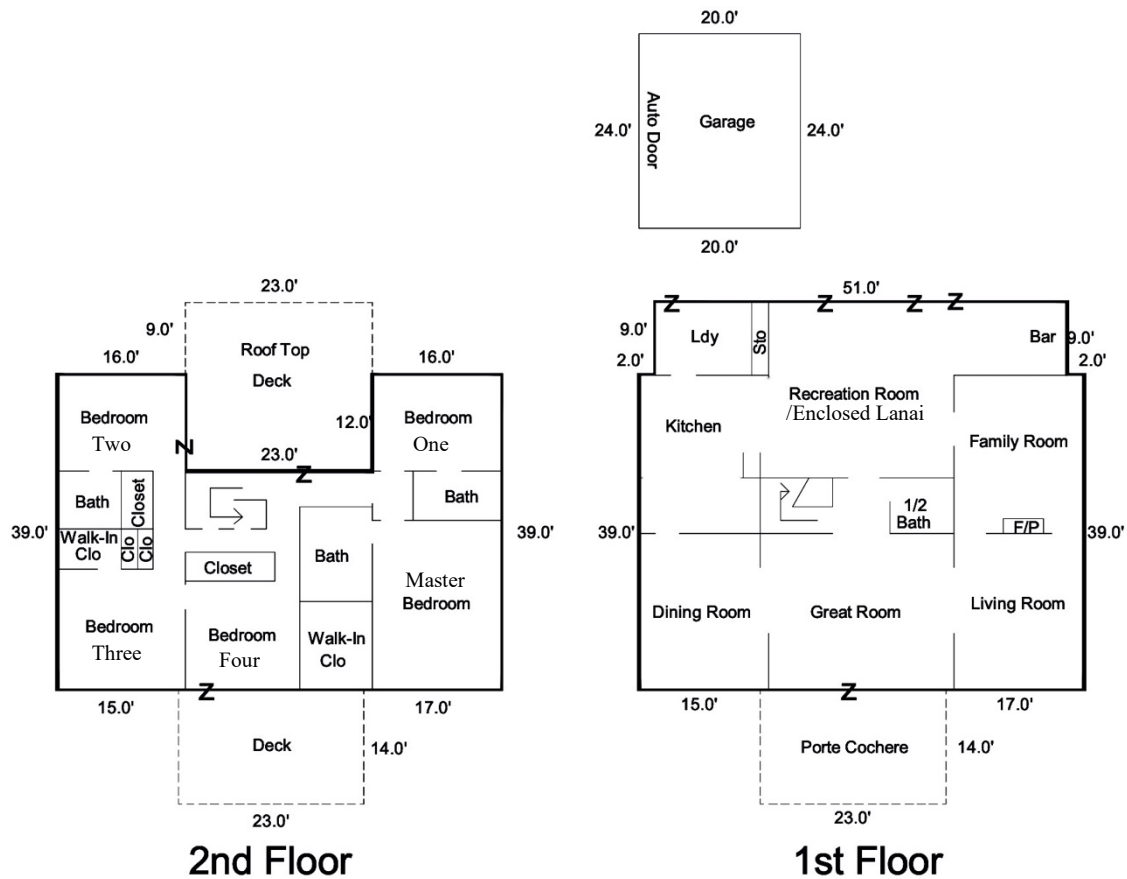 20.0'
24.0'
Auto Door
Garage
24.0'
20.0'
23.0'
9.0'
Roof Top
Deck
16.0'
16.0'
12.0'
23.0'
Bedroom
Two
Bedroom
One
Bath
Closet
Bath
39.0'
Walk-In
Clo
Clo
Clo
Closet
Bath
39.0'
Master
Bedroom
Bedroom
Three
Bedroom
Four
Walk-In
Clo
15.0'
17.0'
Deck
14.0'
23.0'
2nd Floor
51.0'
9.0'
Ldy
Sto
Bar
9.0'
2.0'
2.0'
Recreation Room
/Enclosed Lanai
Kitchen
Family Room
1/2
Bath
F/P
39.0'
39.0'
Dining Room
Great Room
Living Room
15.0'
17.0'
Porte Cochere
14.0'
23.0'
1st Floor